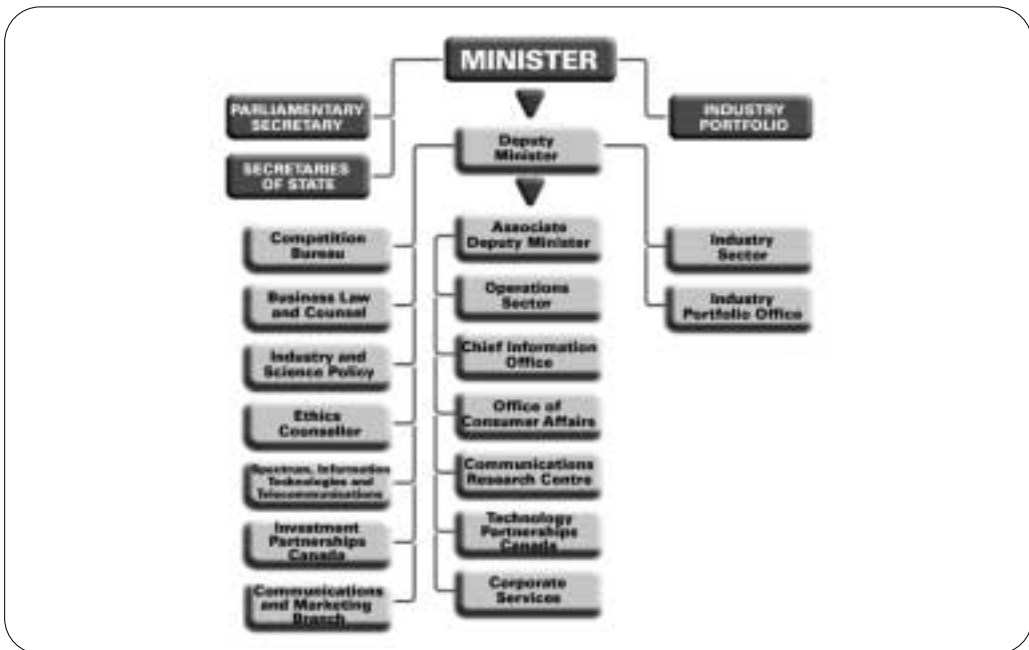 MINISTER
PARLIAMENTARY
SECRETARY
INDUSTRY
PORTFOLIO
SECRETARIES
OF STATE
Deputy
Minister
Competition
Bureau
Business Law
and Counsel
Industry and
Science Policy
Ethics
Counsellor
Spectrum, Information
Technologies and
Telecommunications
Investment
Partnerships
Canada
Communications
and Marketing
Branch
Associate
Deputy Minister
Operations
Sector
Chief Information
Office
Office of
Consumer Affairs
Communications
Research Centre
Technology
Partnerships
Canada
Corporate
Services
Industry
Sector
Industry
Portfolio Office